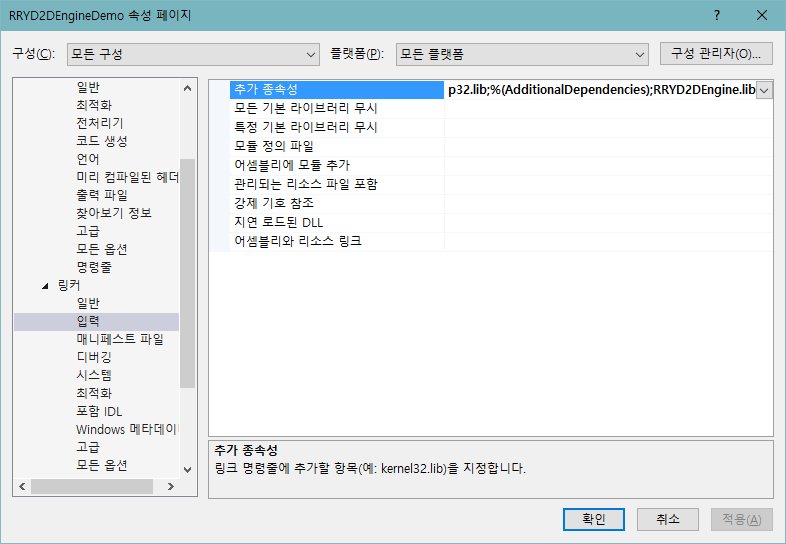 RRYD2DEngineDemo 속성 페이지
?
구성(C): 모든 구성 플랫폼(P): 모든 플랫폼 구성 관리자(O)...
일반
최적화
전처리기
코드 생성
언어
미리 컴파일된 헤더
출력 파일
찾아보기 정보
고급
모든 옵션
명령줄
링커
일반
입력
매니페스트 파일
디버깅
시스템
최적화
포함 IDL
Windows 메타데이
고급
모든 옵션
추가 종속성 p32.lib;%(AdditionalDependencies);RRYD2DEngine.lib
모든 기본 라이브러리 무시
특정 기본 라이브러리 무시
모듈 정의 파일
어셈블리에 모듈 추가
관리되는 리소스 파일 포함
강제 기호 참조
지연 로드된 DLL
어셈블리와 리소스 링크
추가 종속성
링크 명령줄에 추가할 항목(예: kernel32.lib)을 지정합니다.
확인 취소 적용(A)